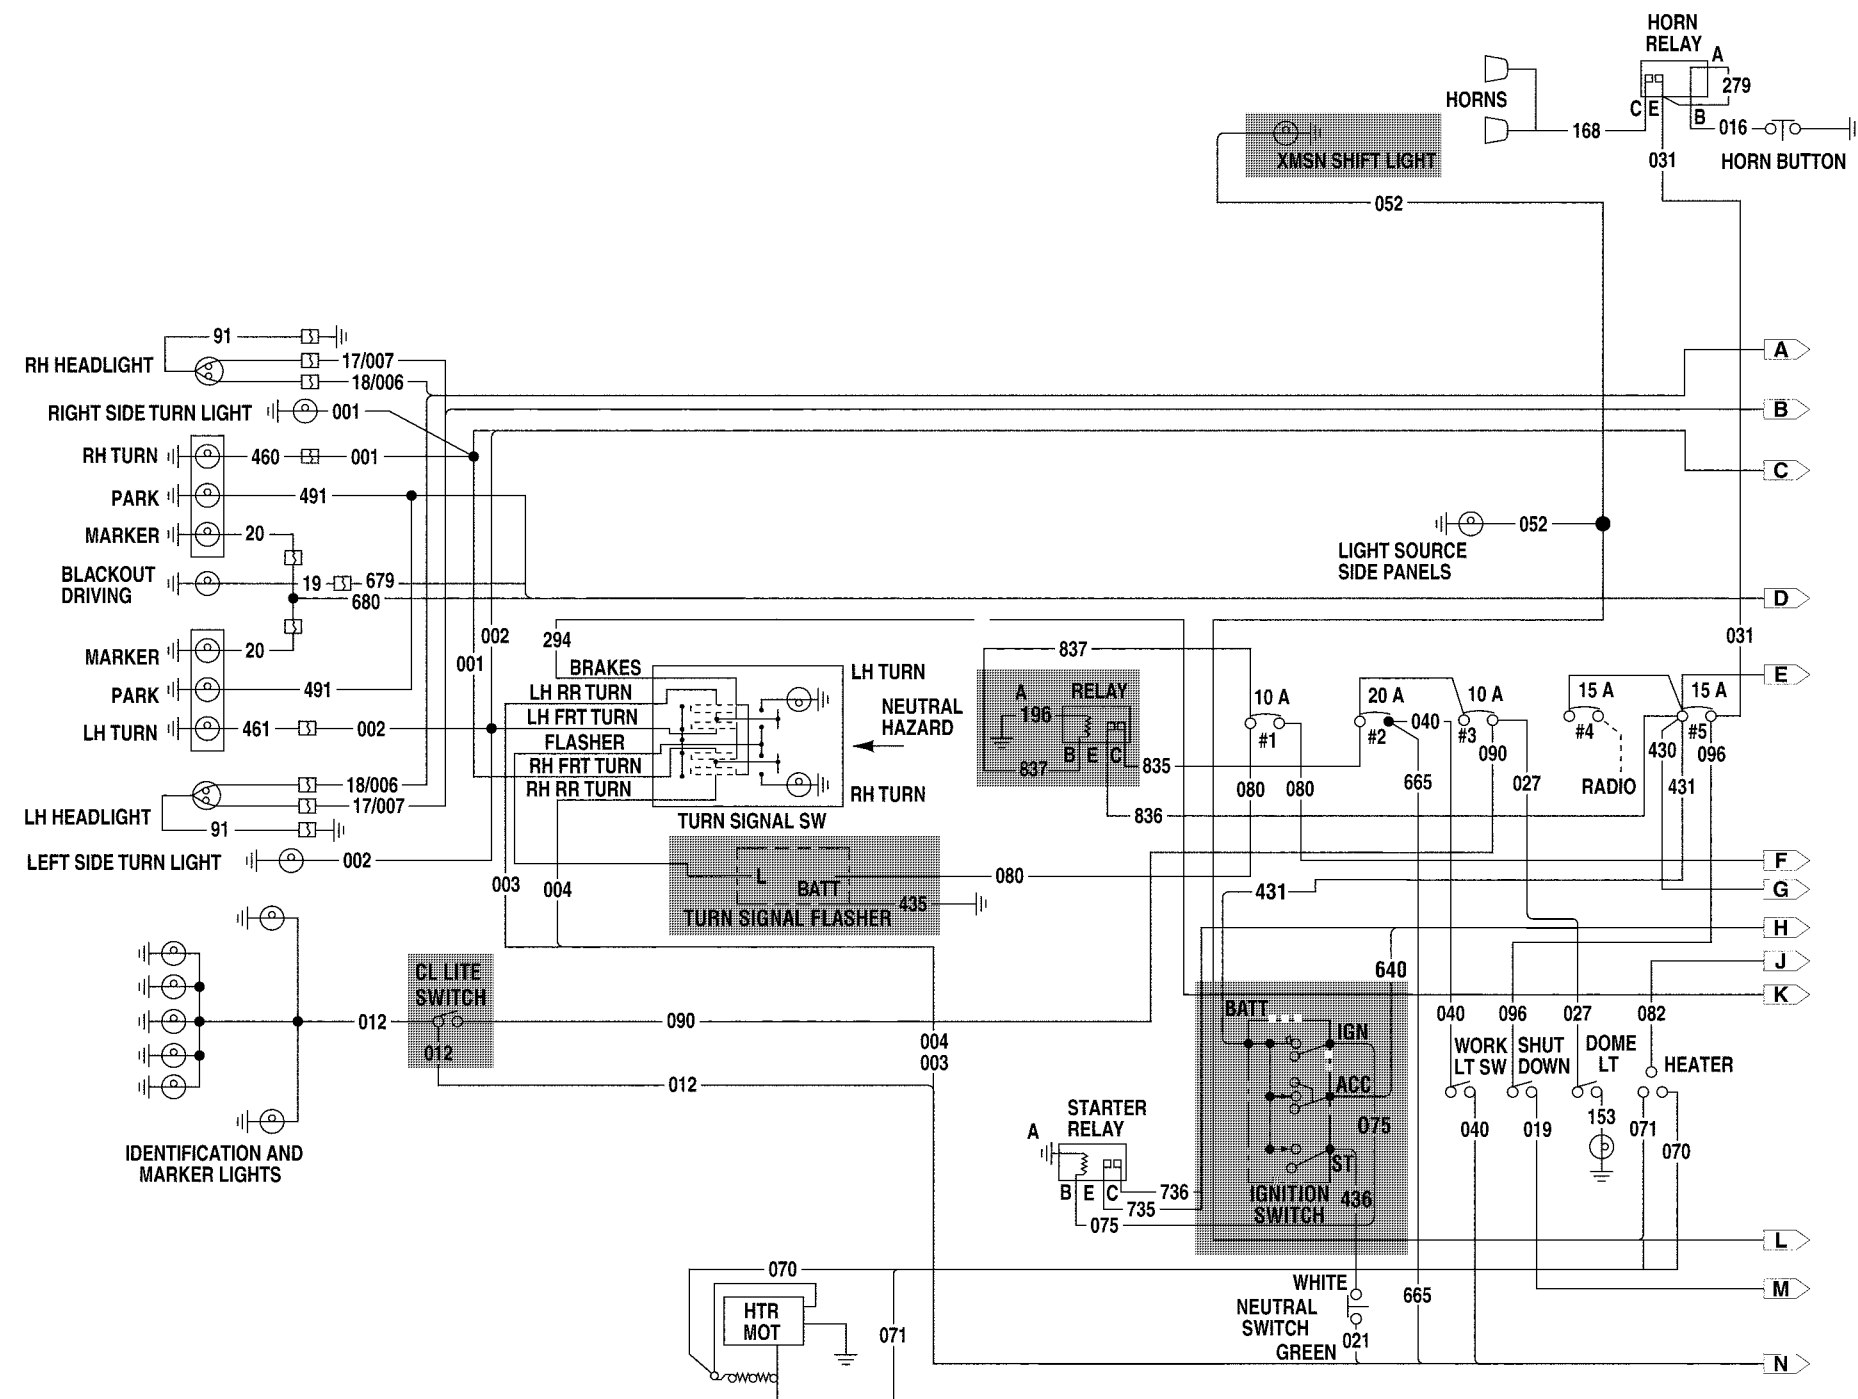 HORN
RELAY
A
279
HORNS
C E
B
168
016
031
HORN BUTTON
XMSN SHIFT LIGHT
052
91
RH HEADLIGHT
17/007
18/006
A
RIGHT SIDE TURN LIGHT
001
B
RH TURN
460
001
C
PARK
491
MARKER
20
052
LIGHT SOURCE
SIDE PANELS
BLACKOUT
DRIVING
19
679
680
D
MARKER
20
PARK
491
LH TURN
461
002
002
001
294
BRAKES
LH RR TURN
LH FRT TURN
FLASHER
RH FRT TURN
RH RR TURN
LH TURN
NEUTRAL
HAZARD
RH TURN
TURN SIGNAL SW
837
A
RELAY
196
B E C
837
835
836
10 A
#1
080
080
20 A
#2
040
665
10 A
#3
090
027
15 A
#4
RADIO
15 A
#5
430
431
096
031
E
18/006
17/007
LH HEADLIGHT
91
LEFT SIDE TURN LIGHT
002
003
004
L
BATT
435
TURN SIGNAL FLASHER
080
431
F
G
H
J
K
CL LITE
SWITCH
012
012
090
012
004
003
IDENTIFICATION AND
MARKER LIGHTS
640
BATT
IGN
ACC
075
ST
436
IGNITION
SWITCH
040
096
027
082
WORK
LT SW
SHUT
DOWN
DOME
LT
HEATER
040
019
153
071
070
STARTER
RELAY
A
B E C
736
735
075
L
070
HTR
MOT
071
WHITE
NEUTRAL
SWITCH
GREEN
021
665
M
N